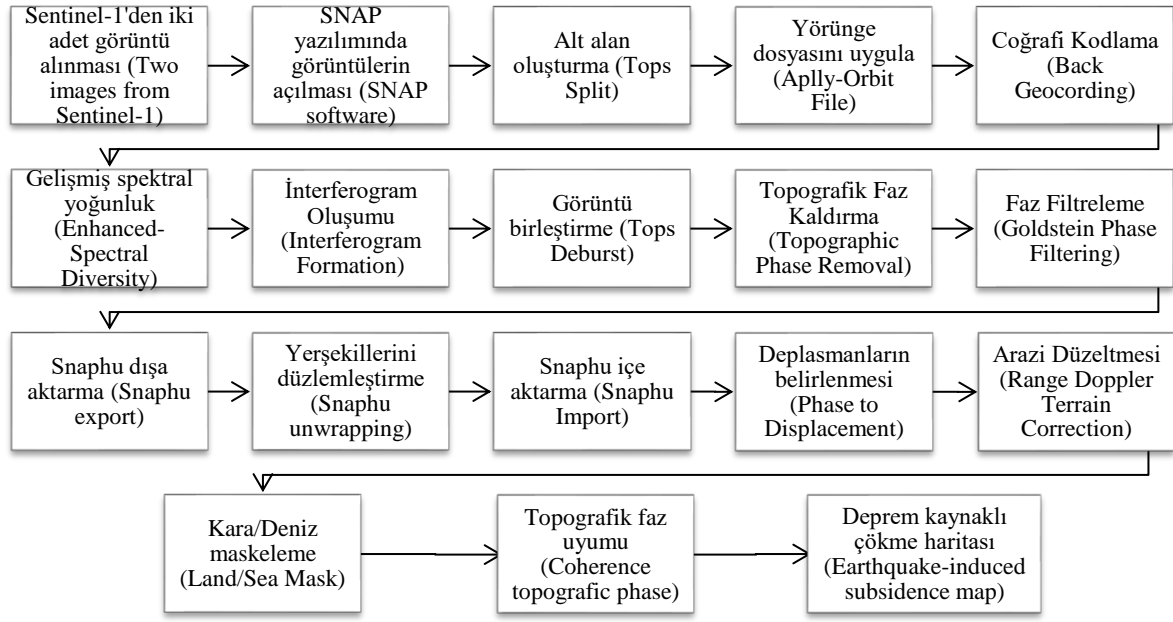 Sentinel-1'den iki
adet görüntü
alınması (Two
images from
Sentinel-1)
SNAP
yazılımında
görüntülerin
açılması (SNAP
software)
Alt alan
oluşturma (Tops
Split)
Yörünge
dosyasını uygula
(Aplly-Orbit
File)
Coğrafi Kodlama
(Back
Geocording)
Gelişmiş spektral
yoğunluk
(Enhanced-
Spectral
Diversity)
İnterferogram
Oluşumu
(Interferogram
Formation)
Görüntü
birleştirme (Tops
Deburst)
Topografik Faz
Kaldırma
(Topographic
Phase Removal)
Faz Filtreleme
(Goldstein Phase
Filtering)
Snaphu dışa
aktarma (Snaphu
export)
Yerşekillerini
düzlemleştirme
(Snaphu
unwrapping)
Snaphu içe
aktarma (Snaphu
Import)
Deplasmanların
belirlenmesi
(Phase to
Displacement)
Arazi Düzeltmesi
(Range Doppler
Terrain
Correction)
Kara/Deniz
maskeleme
(Land/Sea Mask)
Topografik faz
uyumu
(Coherence
topografic phase)
Deprem kaynaklı
çökme haritası
(Earthquake-induced
subsidence map)